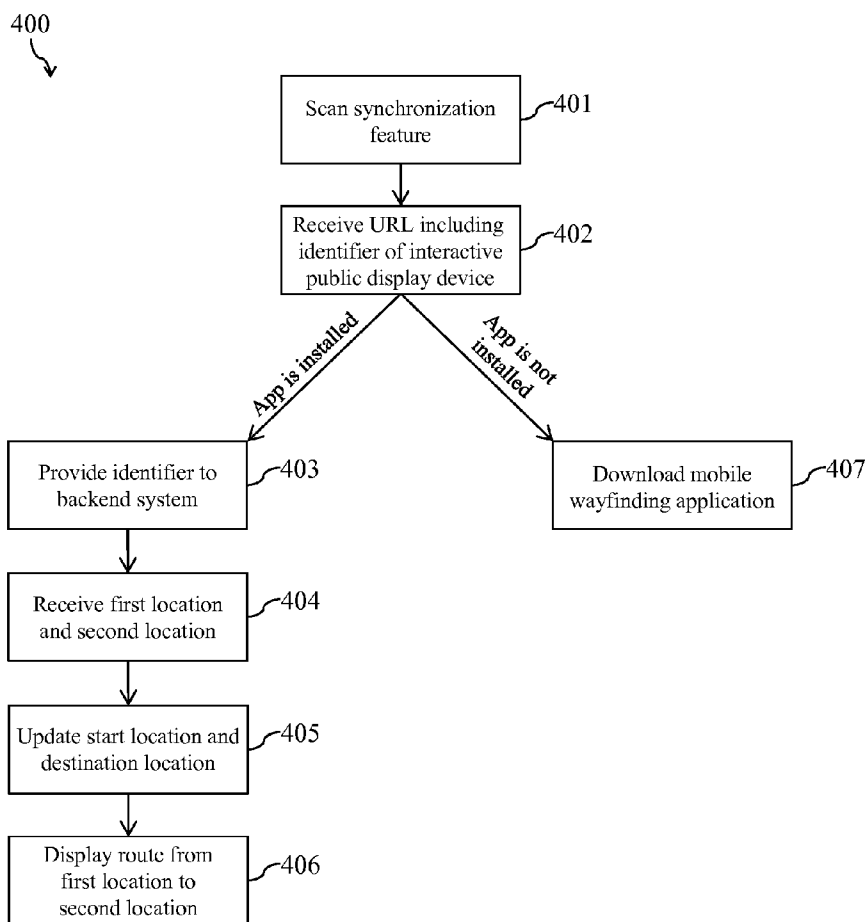 400
Scan synchronization
feature
401
Receive URL including
identifier of interactive
public display device
402
App is installed
App is not
installed
Provide identifier to
backend system
403
Download mobile
wayfinding application
407
Receive first location
and second location
404
Update start location and
destination location
405
Display route from
first location to
second location
406